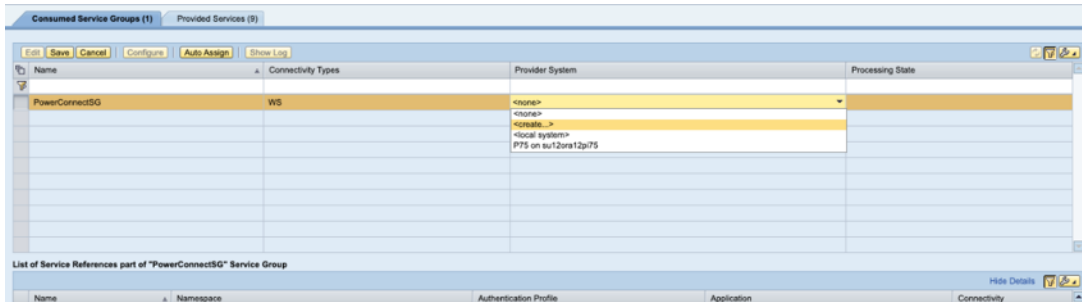 Consumed Service Groups (1) Provided Services (9)
Edit Save Cancel Configure Auto Assign Show Log
Name Connectivity Types Provider System Processing State
PowerConnectSG WS <none>
<none>
<create...>
<local system>
P75 on su12ora12pi75
List of Service References part of "PowerConnectSG" Service Group
Hide Details
Name Namespace Authentication Profile Application Connectivity